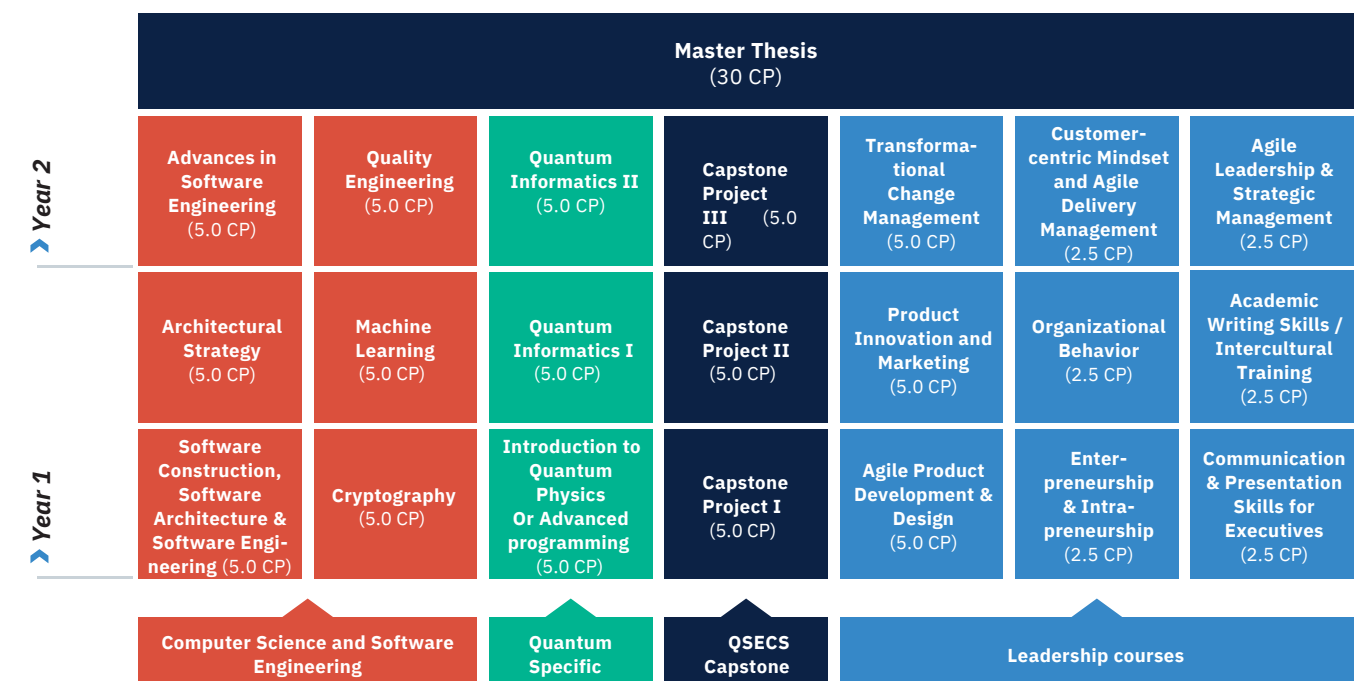 Master Thesis
(30 CP)
Year 2
Advances in
Software
Engineering
(5.0 CP)
Quality
Engineering
(5.0 CP)
Quantum
Informatics II
(5.0 CP)
Capstone
Project
III (5.0
CP)
Transforma-
tional
Change
Management
(5.0 CP)
Customer-
centric Mindset
and Agile
Delivery
Management
(2.5 CP)
Agile
Leadership &
Strategic
Management
(2.5 CP)
Architectural
Strategy
(5.0 CP)
Machine
Learning
(5.0 CP)
Quantum
Informatics I
(5.0 CP)
Capstone
Project II
(5.0 CP)
Product
Innovation and
Marketing
(5.0 CP)
Organizational
Behavior
(2.5 CP)
Academic
Writing Skills /
Intercultural
Training
(2.5 CP)
Year 1
Software
Construction,
Software
Architecture &
Software Engi-
neering (5.0 CP)
Cryptography
(5.0 CP)
Introduction to
Quantum
Physics
Or Advanced
programming
(5.0 CP)
Capstone
Project I
(5.0 CP)
Agile Product
Development &
Design
(5.0 CP)
Enter-
preneurship
& Intra-
preneurship
(2.5 CP)
Communication
& Presentation
Skills for
Executives
(2.5 CP)
Computer Science and Software
Engineering
Quantum
Specific
QSECS
Capstone
Leadership courses